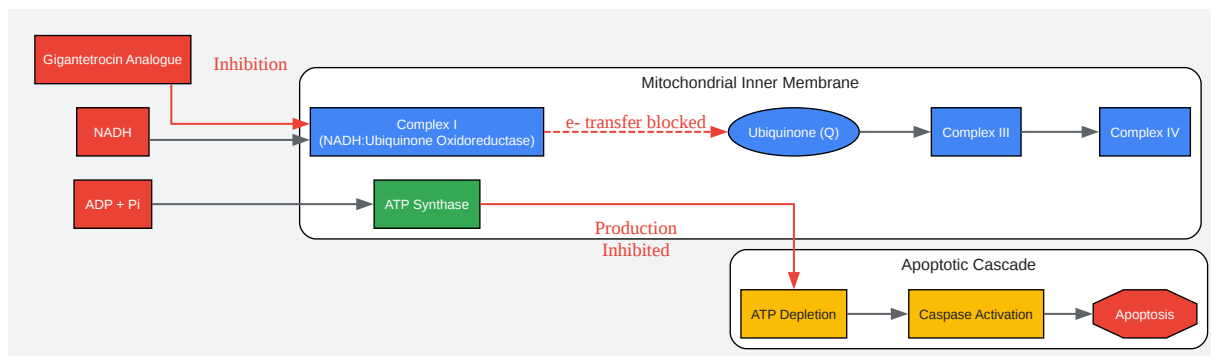 Gigantetrocin Analogue
Inhibition
Mitochondrial Inner Membrane
NADH
Complex I
(NADH:Ubiquinone Oxidoreductase)
e- transfer blocked
Ubiquinone (Q)
Complex III
Complex IV
ADP + Pi
ATP Synthase
Production
Inhibited
Apoptotic Cascade
ATP Depletion
Caspase Activation
Apoptosis